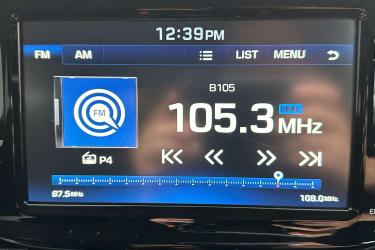 12:39PM
FM AM LIST MENU
B105
FM 105.3 MHz
P4
87.5MHz 108.0MHz